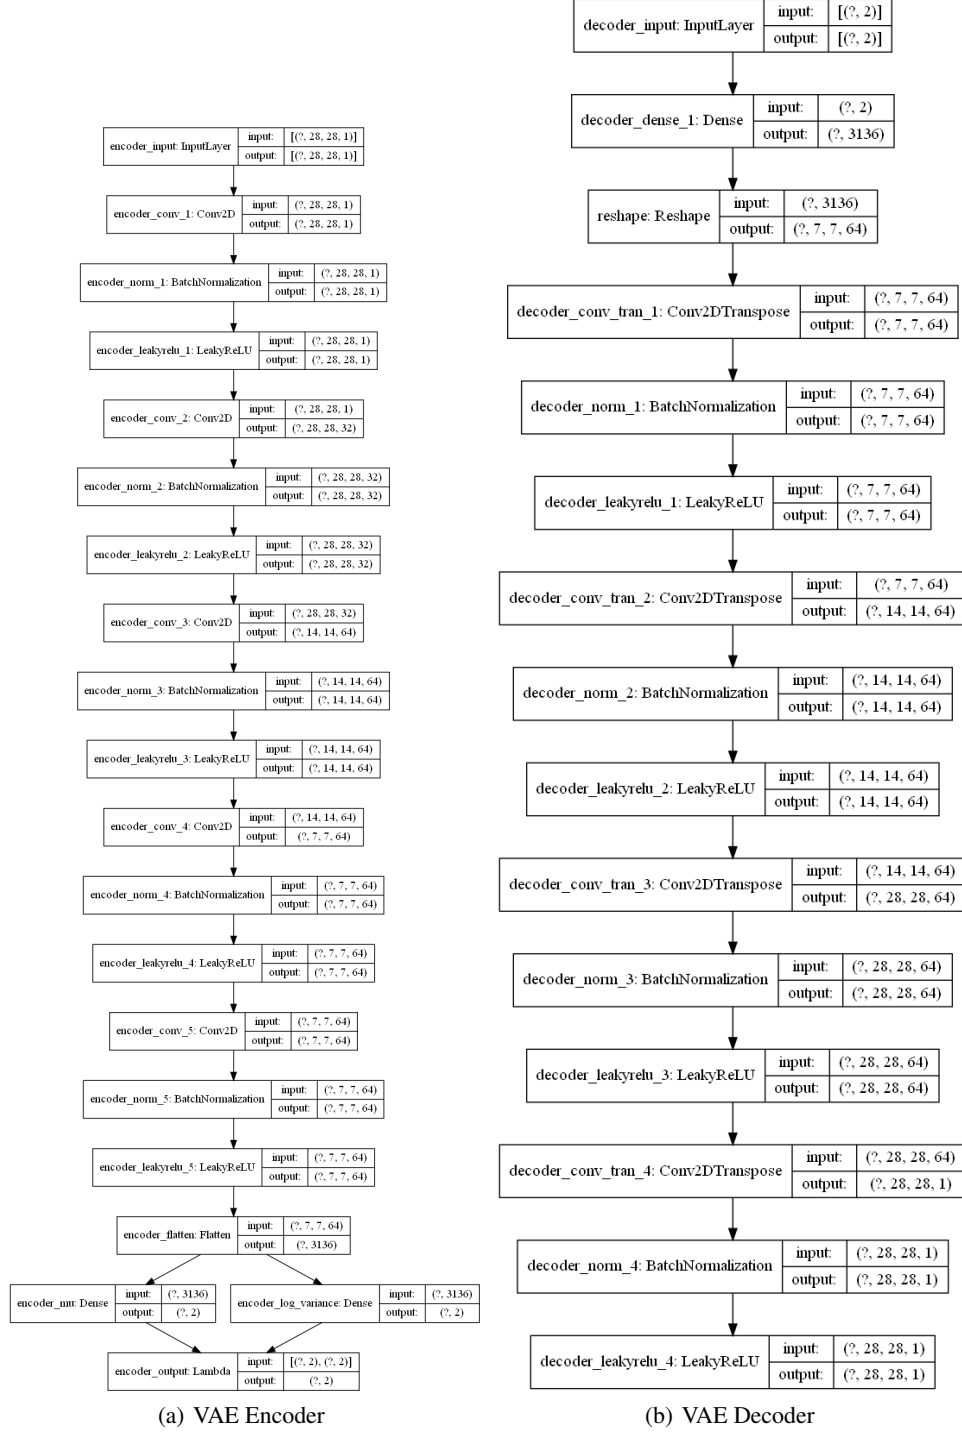 encoder_input: InputLayer input: [(?, 28, 28, 1)]
output: [(?, 28, 28, 1)]
encoder_conv_1: Conv2D input: (?, 28, 28, 1)
output: (?, 28, 28, 1)
encoder_norm_1: BatchNormalization input: (?, 28, 28, 1)
output: (?, 28, 28, 1)
encoder_leakyrelu_1: LeakyReLU input: (?, 28, 28, 1)
output: (?, 28, 28, 1)
encoder_conv_2: Conv2D input: (?, 28, 28, 1)
output: (?, 28, 28, 32)
encoder_norm_2: BatchNormalization input: (?, 28, 28, 32)
output: (?, 28, 28, 32)
encoder_leakyrelu_2: LeakyReLU input: (?, 28, 28, 32)
output: (?, 28, 28, 32)
encoder_conv_3: Conv2D input: (?, 28, 28, 32)
output: (?, 14, 14, 64)
encoder_norm_3: BatchNormalization input: (?, 14, 14, 64)
output: (?, 14, 14, 64)
encoder_leakyrelu_3: LeakyReLU input: (?, 14, 14, 64)
output: (?, 14, 14, 64)
encoder_conv_4: Conv2D input: (?, 14, 14, 64)
output: (?, 7, 7, 64)
encoder_norm_4: BatchNormalization input: (?, 7, 7, 64)
output: (?, 7, 7, 64)
encoder_leakyrelu_4: LeakyReLU input: (?, 7, 7, 64)
output: (?, 7, 7, 64)
encoder_conv_5: Conv2D input: (?, 7, 7, 64)
output: (?, 7, 7, 64)
encoder_norm_5: BatchNormalization input: (?, 7, 7, 64)
output: (?, 7, 7, 64)
encoder_leakyrelu_5: LeakyReLU input: (?, 7, 7, 64)
output: (?, 7, 7, 64)
encoder_flatten: Flatten input: (?, 7, 7, 64)
output: (?, 3136)
encoder_mu: Dense input: (?, 3136)
output: (?, 2)
encoder_log_variance: Dense input: (?, 3136)
output: (?, 2)
encoder_output: Lambda input: [(?, 2), (?, 2)]
output: (?, 2)
(a) VAE Encoder
decoder_input: InputLayer input: [(?, 2)]
output: [(?, 2)]
decoder_dense_1: Dense input: (?, 2)
output: (?, 3136)
reshape: Reshape input: (?, 3136)
output: (?, 7, 7, 64)
decoder_conv_tran_1: Conv2DTranspose input: (?, 7, 7, 64)
output: (?, 7, 7, 64)
decoder_norm_1: BatchNormalization input: (?, 7, 7, 64)
output: (?, 7, 7, 64)
decoder_leakyrelu_1: LeakyReLU input: (?, 7, 7, 64)
output: (?, 7, 7, 64)
decoder_conv_tran_2: Conv2DTranspose input: (?, 7, 7, 64)
output: (?, 14, 14, 64)
decoder_norm_2: BatchNormalization input: (?, 14, 14, 64)
output: (?, 14, 14, 64)
decoder_leakyrelu_2: LeakyReLU input: (?, 14, 14, 64)
output: (?, 14, 14, 64)
decoder_conv_tran_3: Conv2DTranspose input: (?, 14, 14, 64)
output: (?, 28, 28, 64)
decoder_norm_3: BatchNormalization input: (?, 28, 28, 64)
output: (?, 28, 28, 64)
decoder_leakyrelu_3: LeakyReLU input: (?, 28, 28, 64)
output: (?, 28, 28, 64)
decoder_conv_tran_4: Conv2DTranspose input: (?, 28, 28, 64)
output: (?, 28, 28, 1)
decoder_norm_4: BatchNormalization input: (?, 28, 28, 1)
output: (?, 28, 28, 1)
decoder_leakyrelu_4: LeakyReLU input: (?, 28, 28, 1)
output: (?, 28, 28, 1)
(b) VAE Decoder